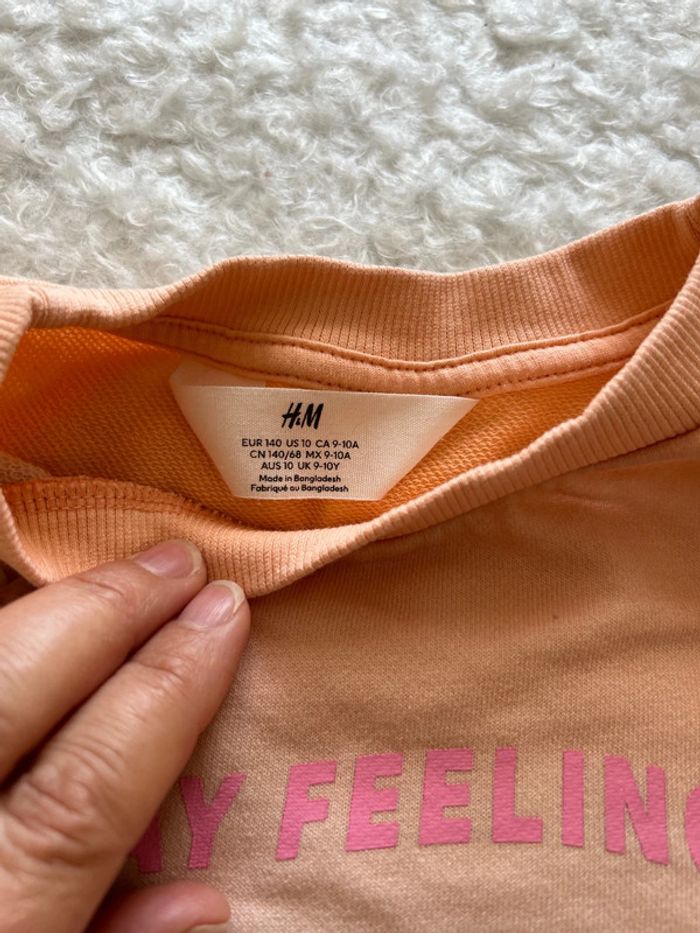 H&M
EUR 140 US 10 CA 9-10A
CN 140/68 MX 9-10A
AUS 10 UK 9-10Y
Made in Bangladesh
Fabriqué au Bangladesh
FEELING